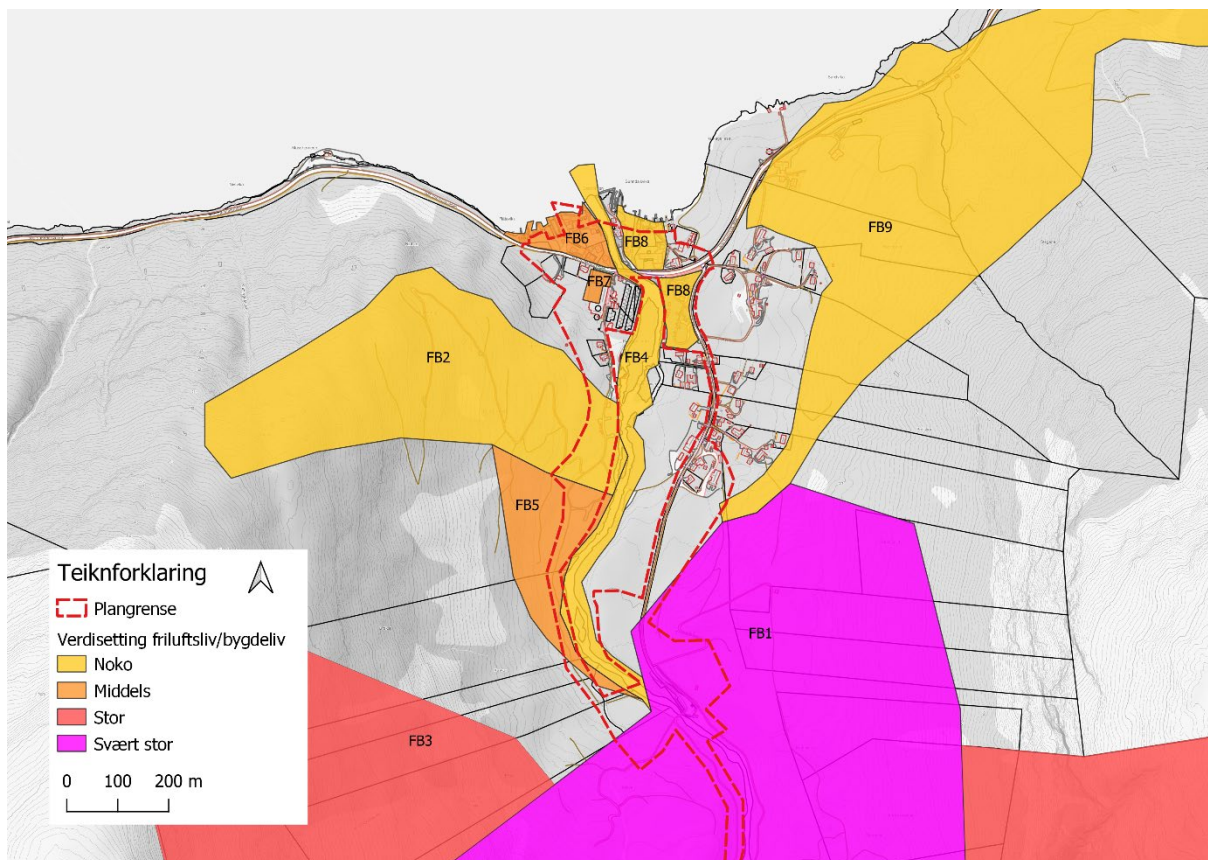 FB9
FB6
FB8
FB7
FB8
FB2
FB4
FB5
FB1
FB3
Teiknforklaring
Plangrense
Verdisetting friluftsliv/bygdeliv
Noko
Middels
Stor
Svært stor
0 100 200 m